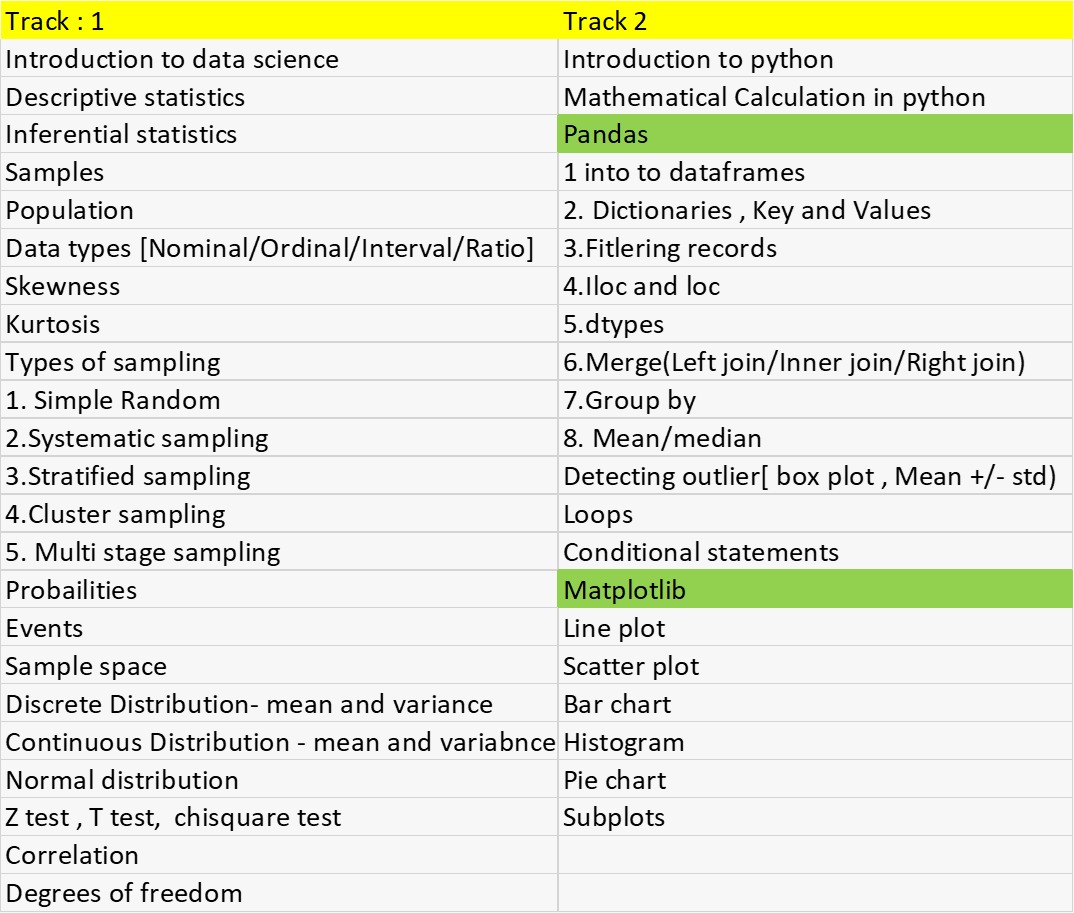 Track : 1
Track 2
Introduction to data science
Introduction to python
Descriptive statistics
Mathematical Calculation in python
Inferential statistics
Pandas
Samples
1 into to dataframes
Population
2. Dictionaries , Key and Values
Data types [Nominal/Ordinal/Interval/Ratio]
3.Fitlering records
Skewness
4.Iloc and loc
Kurtosis
5.dtypes
Types of sampling
6.Merge(Left join/Inner join/Right join)
1. Simple Random
7.Group by
2.Systematic sampling
8. Mean/median
3.Stratified sampling
Detecting outlier[ box plot , Mean +/- std)
4.Cluster sampling
Loops
5. Multi stage sampling
Conditional statements
Probailities
Matplotlib
Events
Line plot
Sample space
Scatter plot
Discrete Distribution- mean and variance
Bar chart
Continuous Distribution - mean and variabnce
Histogram
Normal distribution
Pie chart
Z test , T test,  chisquare test
Subplots
Correlation
Degrees of freedom